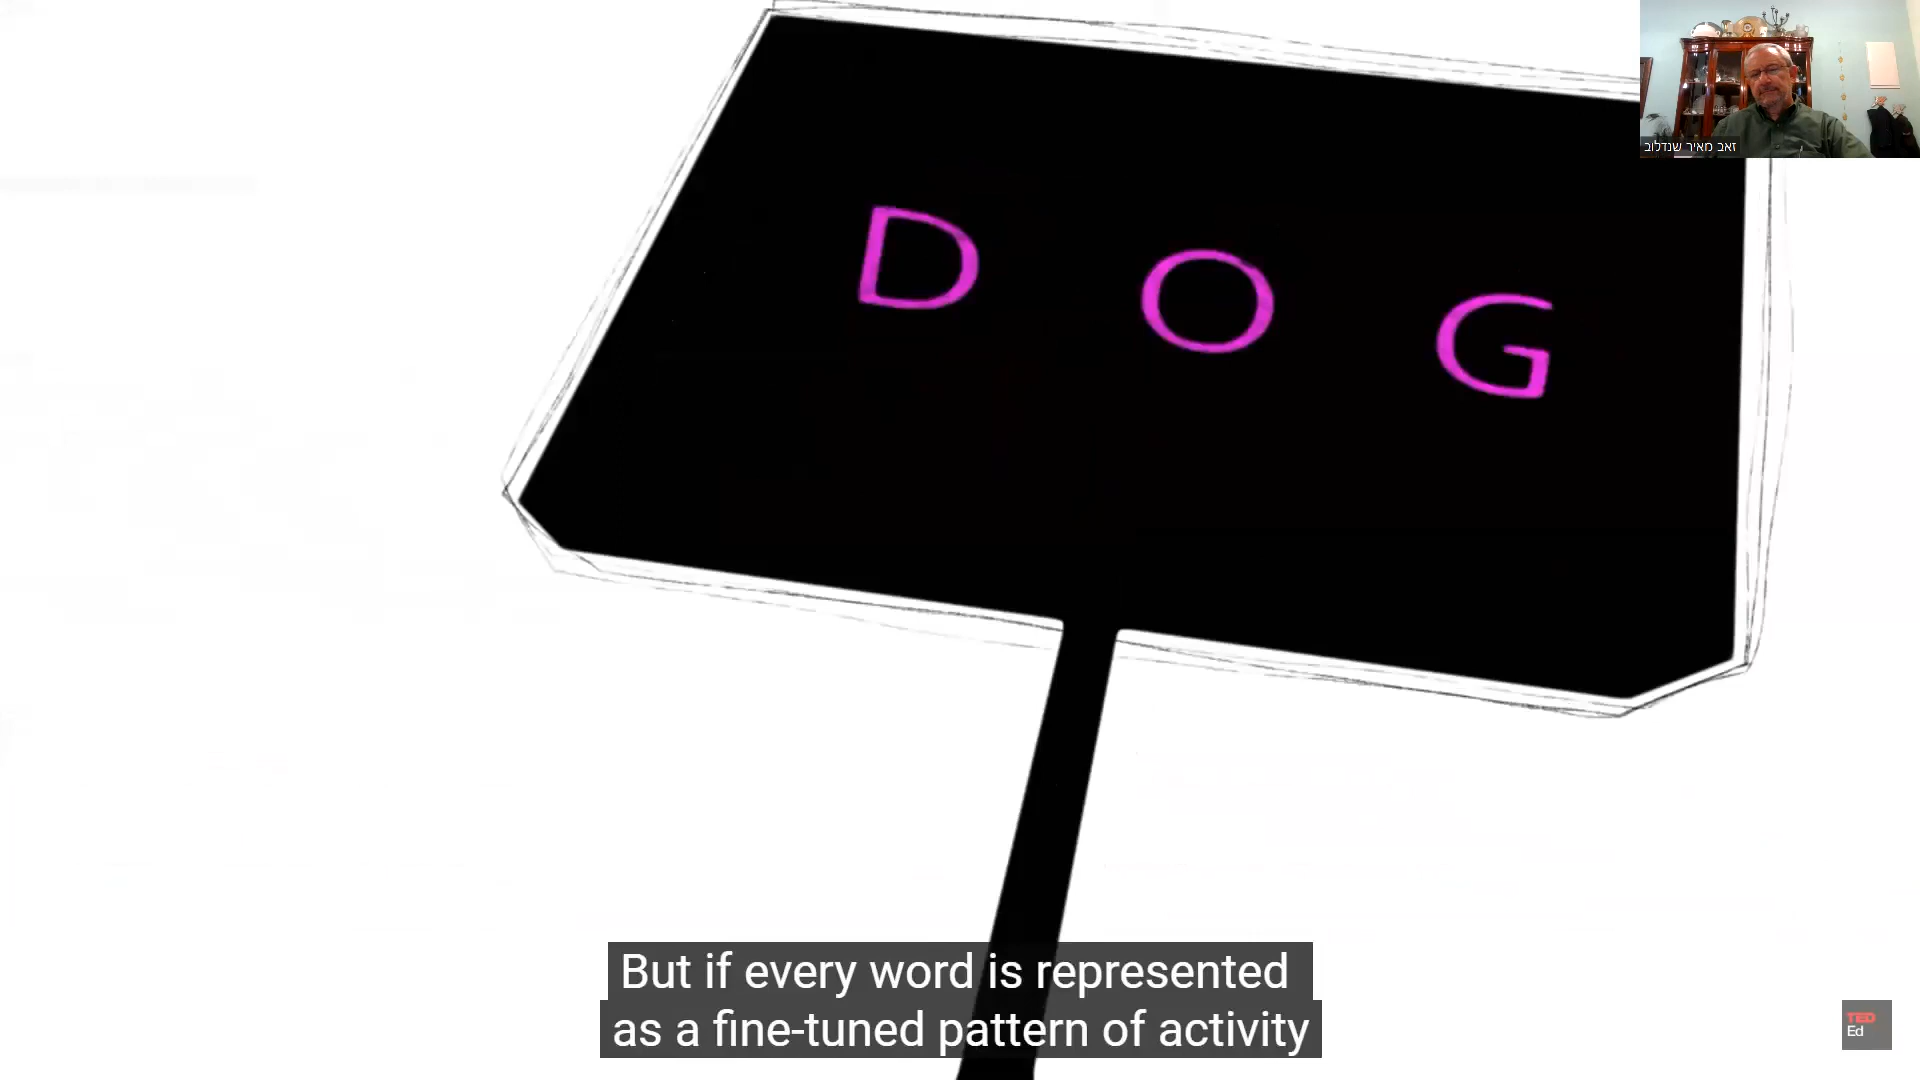 D O G
זאב מאיר שנדלוב
But if every word is represented
as a fine-tuned pattern of activity
TED
Ed